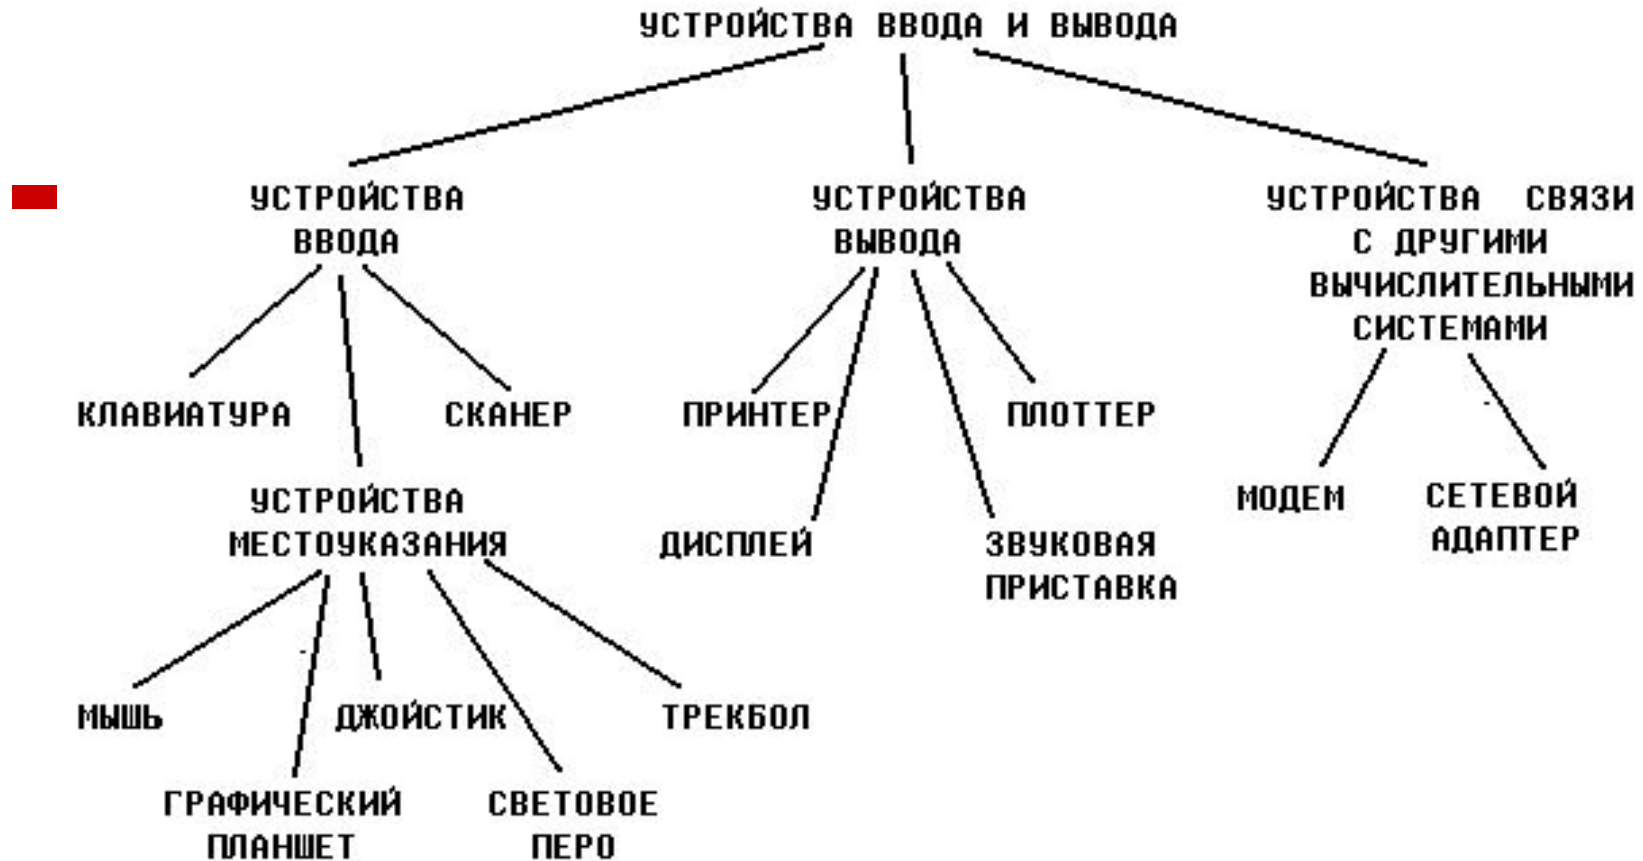 УСТРОЙСТВА ВВОДА И ВЫВОДА
УСТРОЙСТВА
ВВОДА
УСТРОЙСТВА
ВЫВОДА
УСТРОЙСТВА СВЯЗИ
С ДРУГИМИ
ВЫЧИСЛИТЕЛЬНЫМИ
СИСТЕМАМИ
КЛАВИАТУРА
СКАНЕР
ПРИНТЕР
ПЛОТТЕР
УСТРОЙСТВА
МЕСТОУКАЗАНИЯ
ДИСПЛЕЙ
ЗВУКОВАЯ
ПРИСТАВКА
МОДЕМ
СЕТЕВОЙ
АДАПТЕР
МЫШЬ
ДЖОЙСТИК
ТРЕКБОЛ
ГРАФИЧЕСКИЙ
ПЛАНШЕТ
СВЕТОВОЕ
ПЕРО